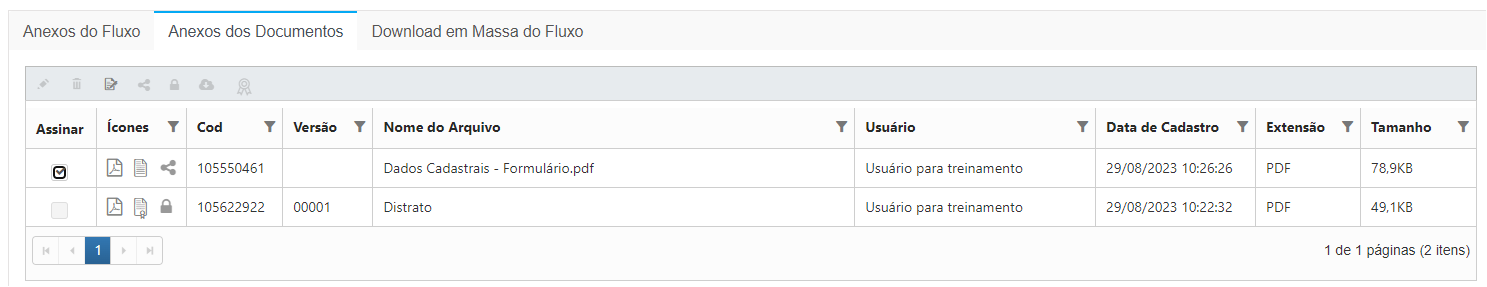 Anexos do Fluxo Anexos dos Documentos Download em Massa do Fluxo
Assinar Ícones Cod Versão Nome do Arquivo Usuário Data de Cadastro Extensão Tamanho
105550461 Dados Cadastrais - Formulário.pdf Usuário para treinamento 29/08/2023 10:26:26 PDF 78,9KB
105622922 00001 Distrato Usuário para treinamento 29/08/2023 10:22:32 PDF 49,1KB
1 1 de 1 páginas (2 itens)